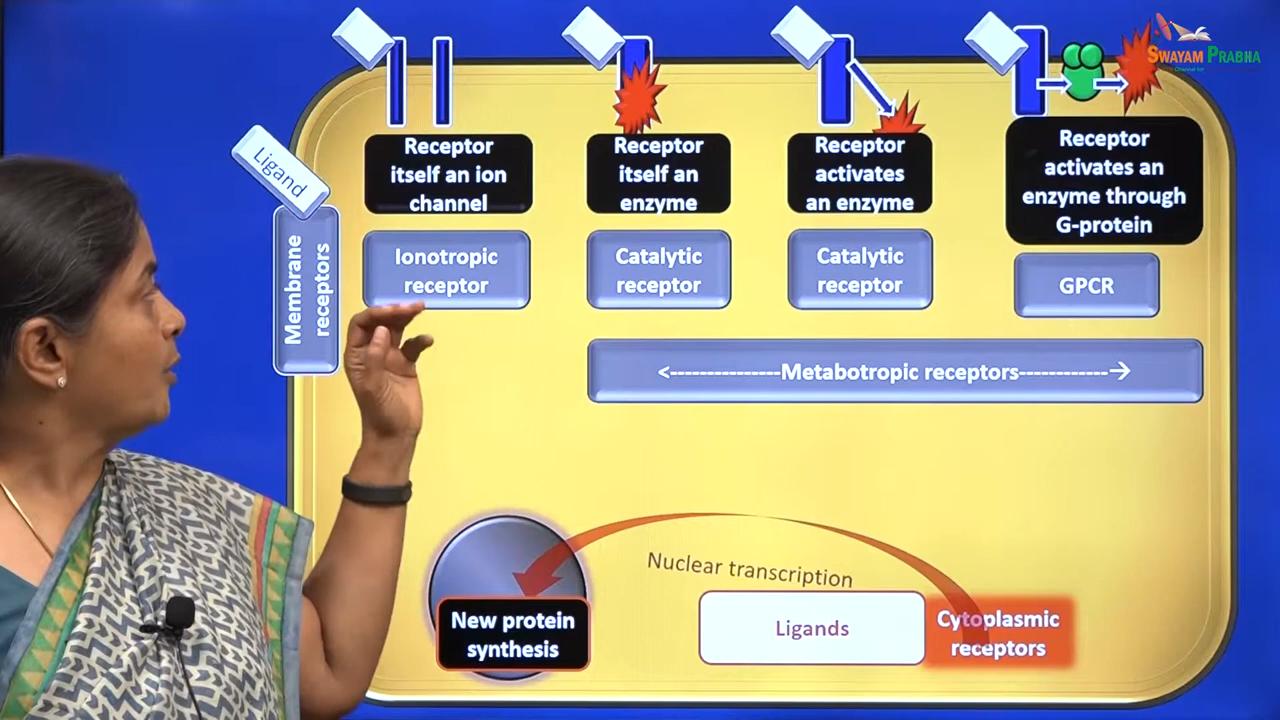 SWAYAM PRABHA
Ligand
Membrane
receptors
Receptor
itself an ion
channel
Receptor
itself an
enzyme
Receptor
activates
an enzyme
Receptor
activates an
enzyme through
G-protein
Ionotropic
receptor
Catalytic
receptor
Catalytic
receptor
GPCR
<---------------Metabotropic receptors------------→
Nuclear transcription
New protein
synthesis
Ligands
Cytoplasmic
receptors